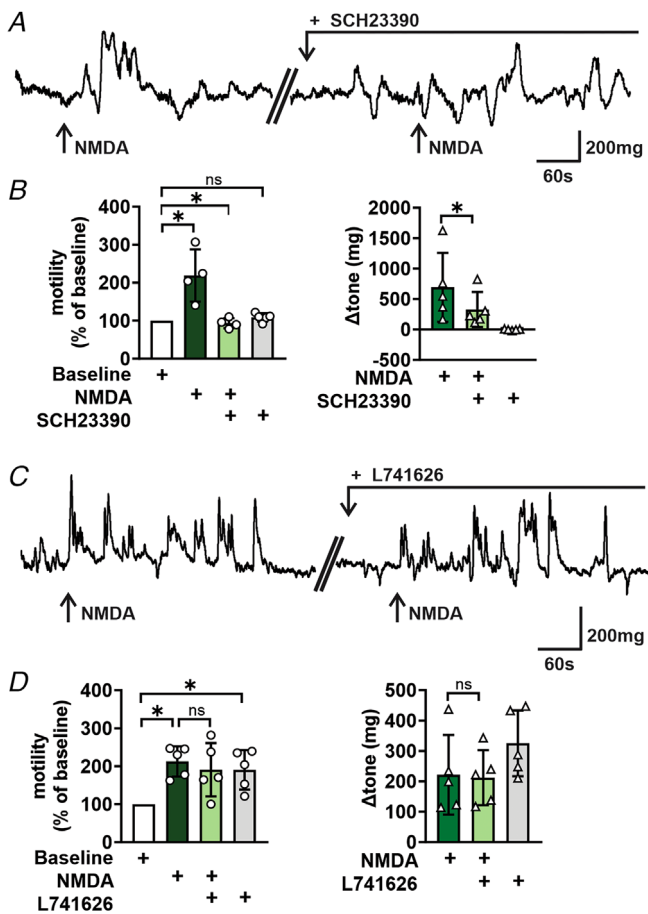 A
+ SCH23390
NMDA
NMDA
200mg
60s
B
ns
*
*
motility
(% of baseline)
400
300
200
100
0
Baseline +
NMDA + +
SCH23390 + +
*
Δtone (mg)
2000
1500
1000
500
0
-500
NMDA + +
SCH23390 + +
C
+ L741626
NMDA
NMDA
200mg
60s
D
*
* ns
motility
(% of baseline)
400
300
200
100
0
Baseline +
NMDA + +
L741626 + +
ns
Δtone (mg)
500
400
300
200
100
0
NMDA + +
L741626 + +